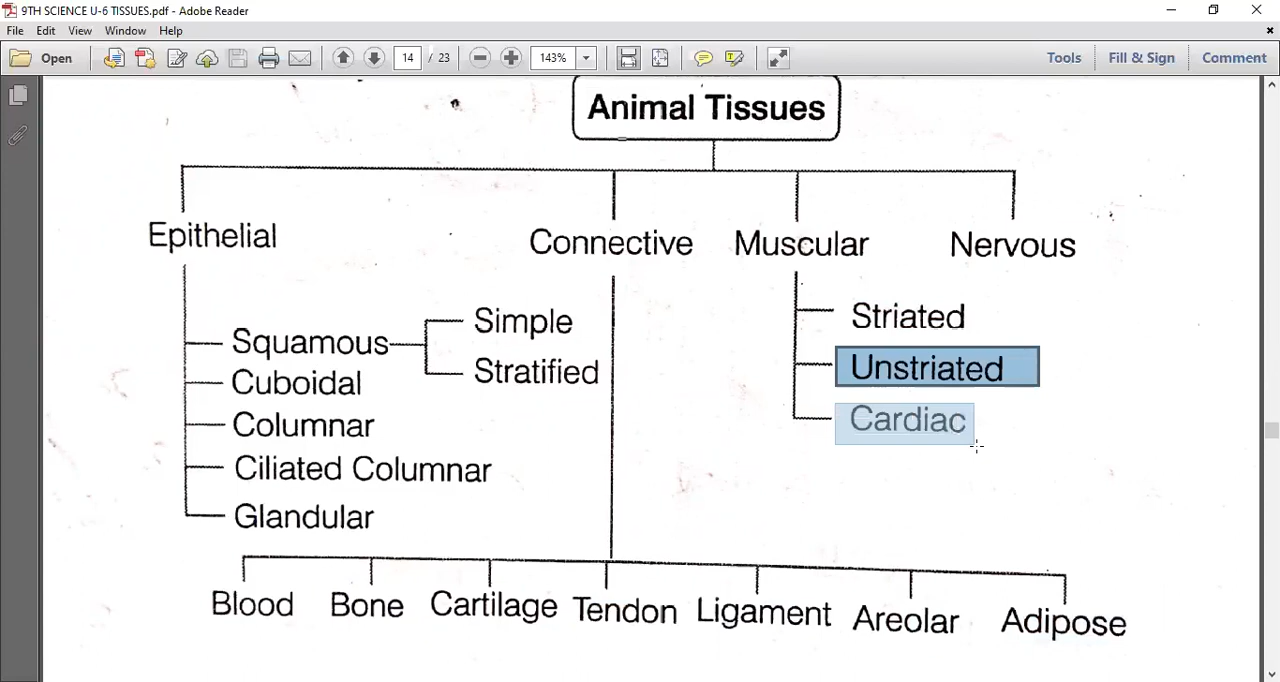 9TH SCIENCE U-6 TISSUES.pdf - Adobe Reader
File Edit View Window Help
Open 14 / 23 143% Tools Fill & Sign Comment
Animal Tissues
Epithelial Connective Muscular Nervous
Squamous Simple Stratified
Cuboidal
Columnar
Ciliated Columnar
Glandular
Striated
Unstriated
Cardiac
Blood Bone Cartilage Tendon Ligament Areolar Adipose